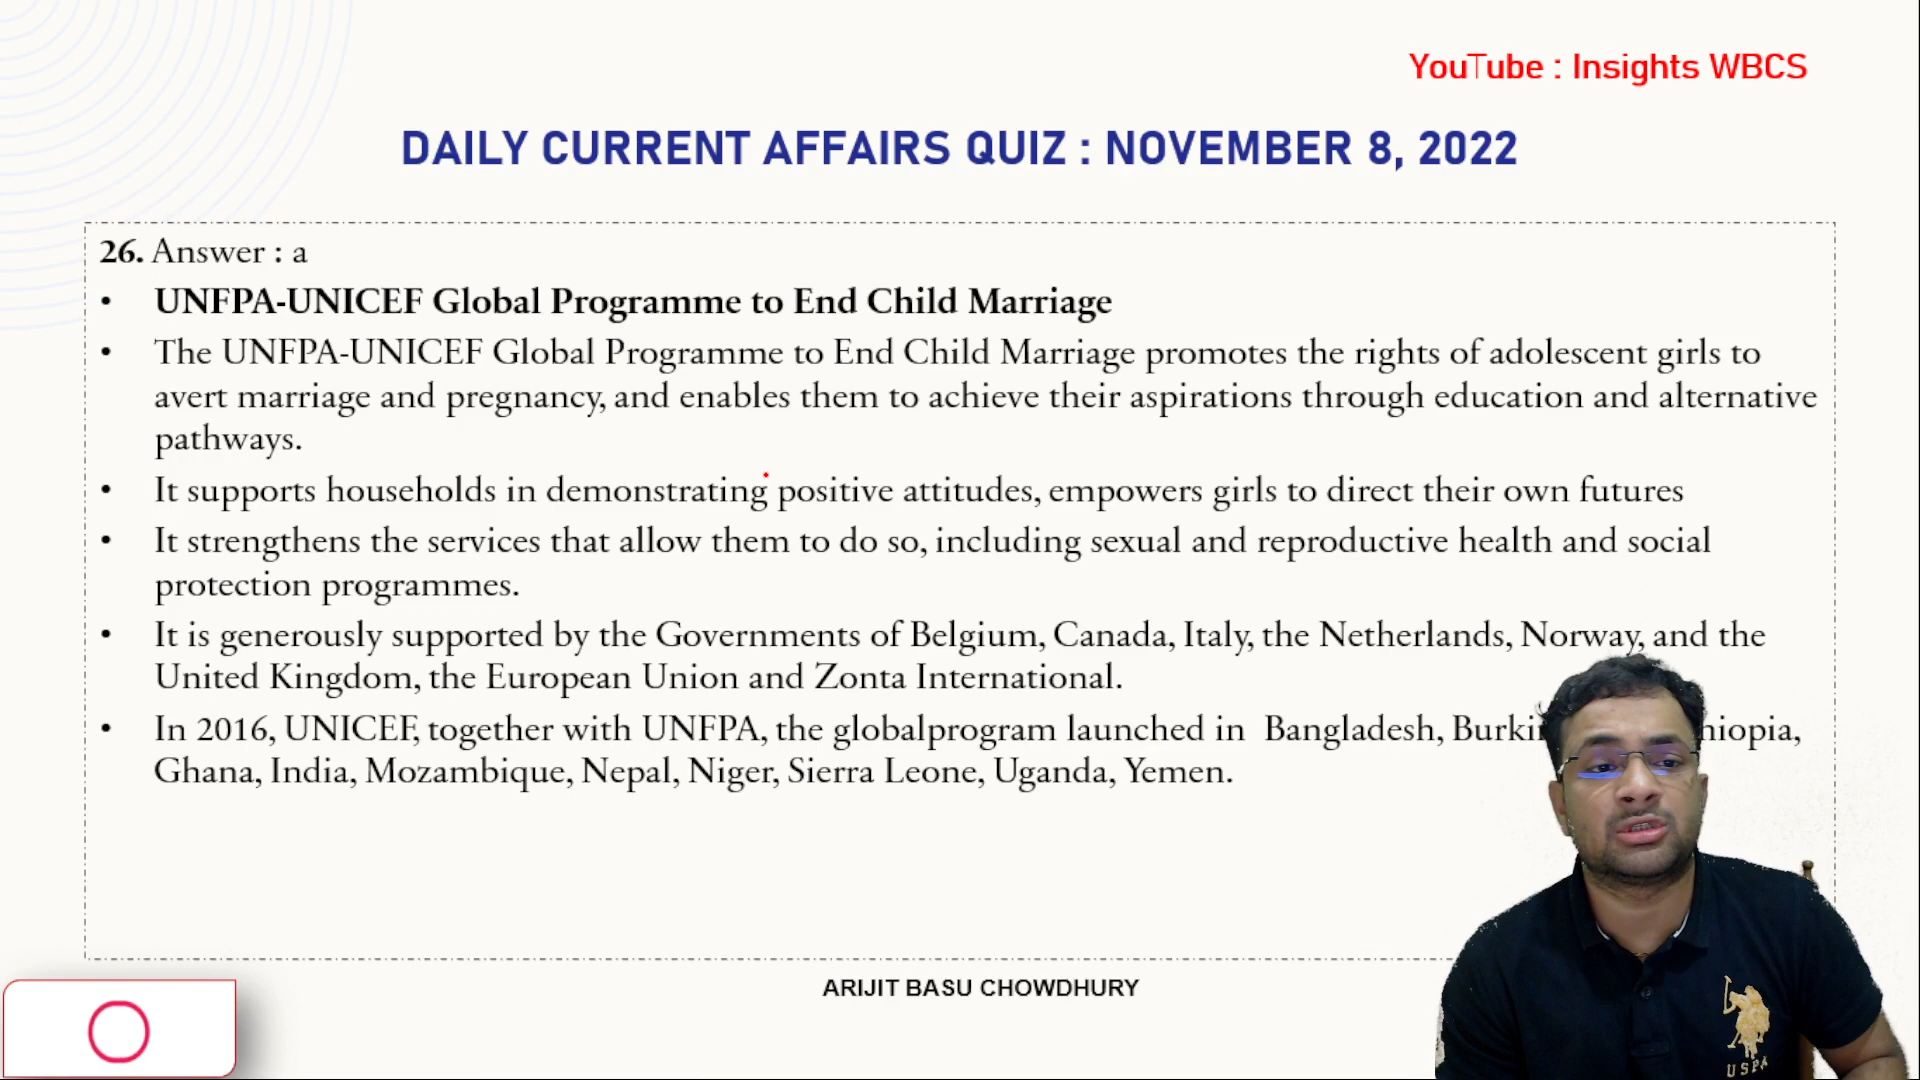 YouTube : Insights WBCS
DAILY CURRENT AFFAIRS QUIZ : NOVEMBER 8, 2022
26. Answer : a
• UNFPA-UNICEF Global Programme to End Child Marriage
• The UNFPA-UNICEF Global Programme to End Child Marriage promotes the rights of adolescent girls to
avert marriage and pregnancy, and enables them to achieve their aspirations through education and alternative
pathways.
• It supports households in demonstrating positive attitudes, empowers girls to direct their own futures
• It strengthens the services that allow them to do so, including sexual and reproductive health and social
protection programmes.
• It is generously supported by the Governments of Belgium, Canada, Italy, the Netherlands, Norway, and the
United Kingdom, the European Union and Zonta International.
• In 2016, UNICEF, together with UNFPA, the globalprogram launched in Bangladesh,
Ghana, India, Mozambique, Nepal, Niger, Sierra Leone, Uganda, Yemen.
ARIJIT BASU CHOWDHURY
USPA